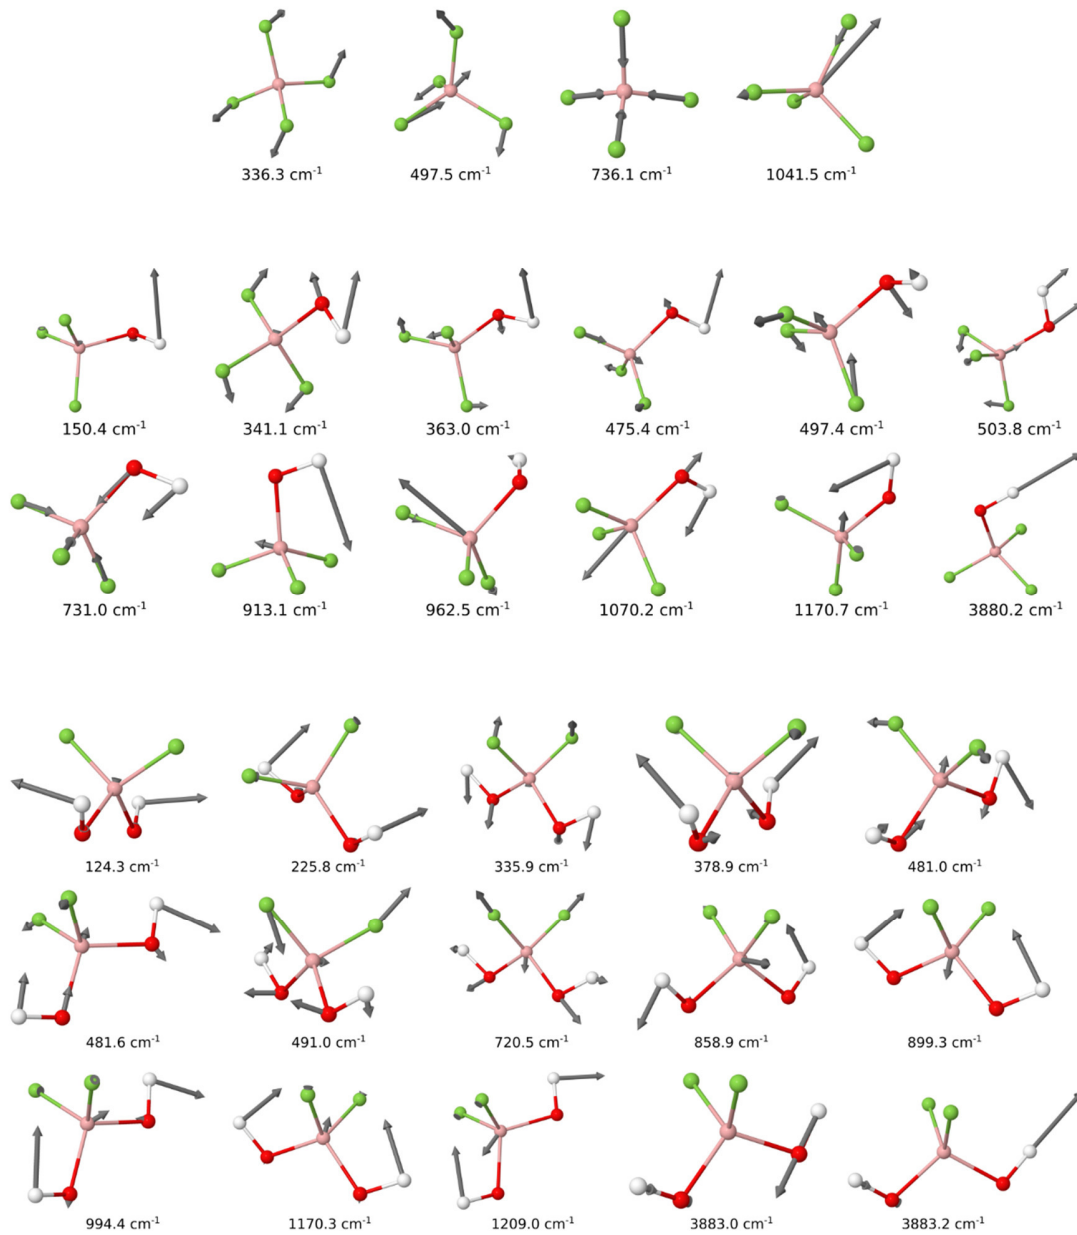 336.3 cm⁻¹ 497.5 cm⁻¹ 736.1 cm⁻¹ 1041.5 cm⁻¹
150.4 cm⁻¹ 341.1 cm⁻¹ 363.0 cm⁻¹ 475.4 cm⁻¹ 497.4 cm⁻¹ 503.8 cm⁻¹
731.0 cm⁻¹ 913.1 cm⁻¹ 962.5 cm⁻¹ 1070.2 cm⁻¹ 1170.7 cm⁻¹ 3880.2 cm⁻¹
124.3 cm⁻¹ 225.8 cm⁻¹ 335.9 cm⁻¹ 378.9 cm⁻¹ 481.0 cm⁻¹
481.6 cm⁻¹ 491.0 cm⁻¹ 720.5 cm⁻¹ 858.9 cm⁻¹ 899.3 cm⁻¹
994.4 cm⁻¹ 1170.3 cm⁻¹ 1209.0 cm⁻¹ 3883.0 cm⁻¹ 3883.2 cm⁻¹